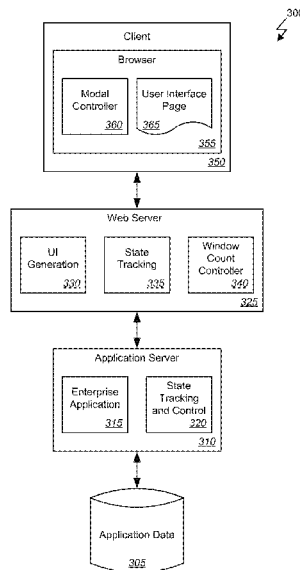 300
Client
Browser
Modal
Controller
360
User Interface
Page
365
355
350
Web Server
UI
Generation
330
State
Tracking
335
Window
Count
Controller
340
325
Application Server
Enterprise
Application
315
State
Tracking
and Control
320
310
Application Data
305